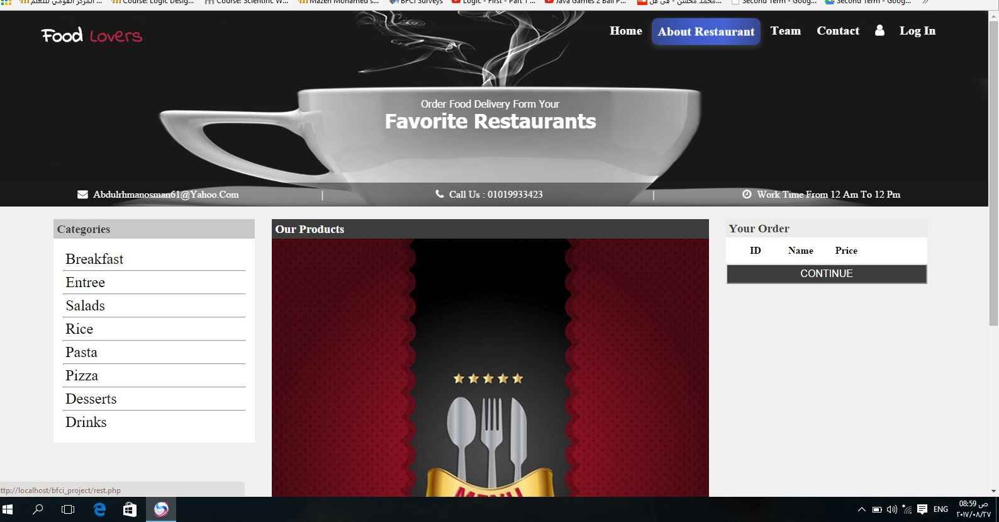 المركز القومي للتعلم ...
Course: Logic Desig...
Course: Scientific W...
Mazen Mohamed s...
BFCI Surveys
Logic - First - Part 1 ...
Java Games 2 Ball P...
محمد محسن - في هل...
Second Term - Goog...
Second Term - Goog...
Food Lovers
Home
About Restaurant
Team
Contact
Log In
Order Food Delivery Form Your
Favorite Restaurants
Abdulrhmanosman61@Yahoo.Com
|
Call Us : 01019933423
|
Work Time From 12 Am To 12 Pm
Categories
Breakfast
Entree
Salads
Rice
Pasta
Pizza
Desserts
Drinks
Our Products
MENU
Your Order
ID Name Price
CONTINUE
ttp://localhost/bfci_project/rest.php
ENG
08:59 ص
٢٠١٧/٠٨/٢٧